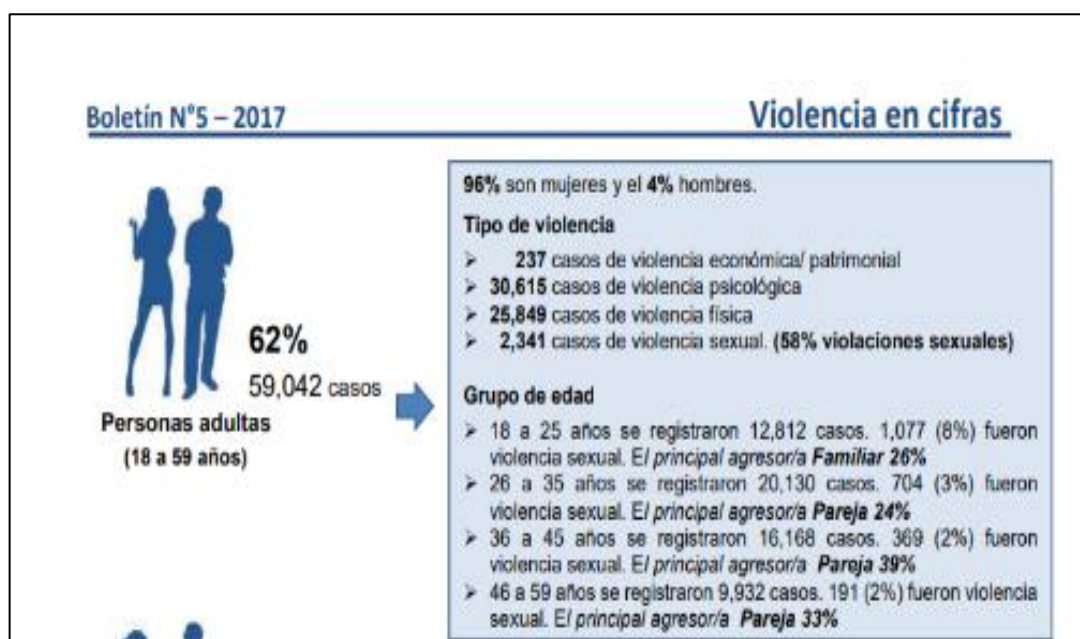 Boletín N°5 – 2017
Violencia en cifras
96% son mujeres y el 4% hombres.
Tipo de violencia
➤ 237 casos de violencia económica/ patrimonial
➤ 30,615 casos de violencia psicológica
➤ 25,849 casos de violencia física
➤ 2,341 casos de violencia sexual. (58% violaciones sexuales)
62%
59,042 casos
Personas adultas
(18 a 59 años)
Grupo de edad
➤ 18 a 25 años se registraron 12,812 casos. 1,077 (8%) fueron
violencia sexual. El principal agresor/a Familiar 26%
➤ 26 a 35 años se registraron 20,130 casos. 704 (3%) fueron
violencia sexual. El principal agresor/a Pareja 24%
➤ 36 a 45 años se registraron 16,168 casos. 369 (2%) fueron
violencia sexual. El principal agresor/a Pareja 39%
➤ 46 a 59 años se registraron 9,932 casos. 191 (2%) fueron violencia
sexual. El principal agresor/a Pareja 33%